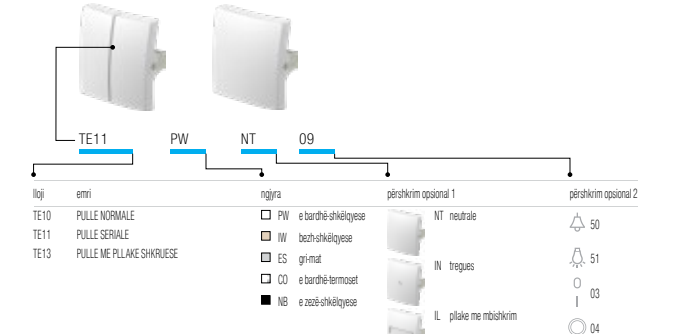 TE11 PW NT 09
lloji emri ngjyra përshkrim opsional 1 përshkrim opsional 2
TE10 PULLE NORMALE
TE11 PULLE SERIALE
TE13 PULLE ME PLLAKE SHKRUESE
PW e bardhë-shkëlqyese
IW bezh-shkëlqyese
ES gri-mat
CO e bardhë-termoset
NB e zezë-shkëlqyese
NT neutrale
IN tregues
IL pllake me mbishkrim
50
51
0
I
03
04